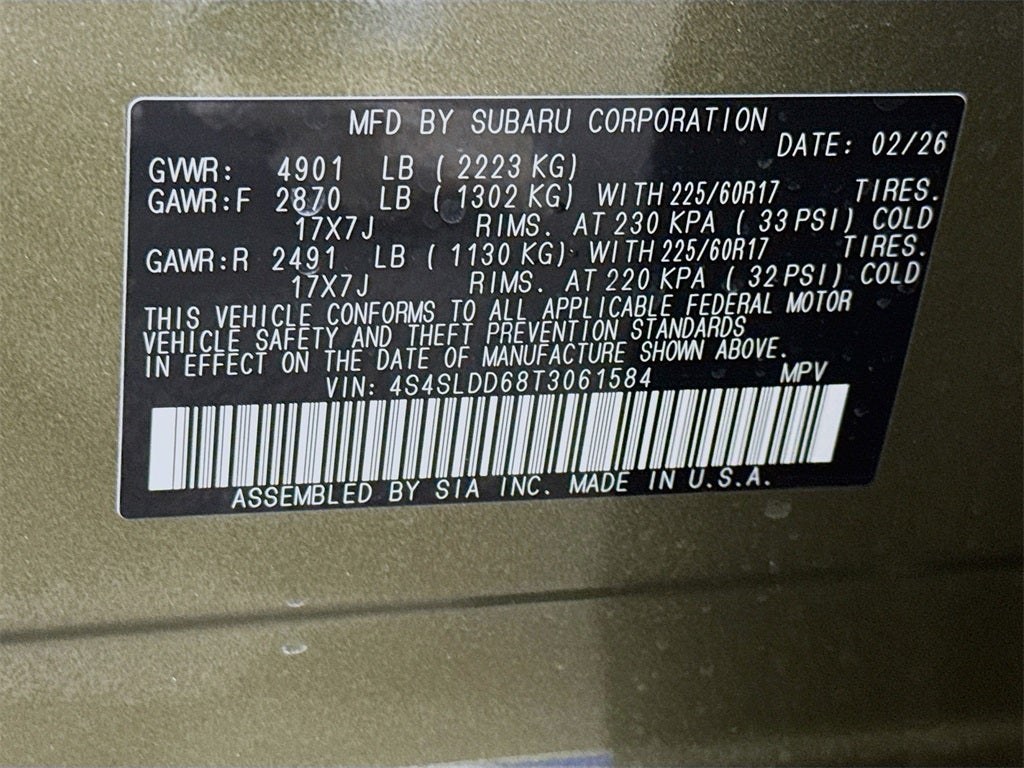 MFD BY SUBARU CORPORATION
DATE: 02/26
GVWR: 4901 LB ( 2223 KG)
GAWR:F 2870 LB ( 1302 KG) WITH 225/60R17 TIRES.
17X7J RIMS. AT 230 KPA ( 33 PSI) COLD
GAWR:R 2491 LB ( 1130 KG) WITH 225/60R17 TIRES.
17X7J RIMS. AT 220 KPA ( 32 PSI) COLD
THIS VEHICLE CONFORMS TO ALL APPLICABLE FEDERAL MOTOR
VEHICLE SAFETY AND THEFT PREVENTION STANDARDS
IN EFFECT ON THE DATE OF MANUFACTURE SHOWN ABOVE.
VIN: 4S4SLDD68T3061584 MPV
ASSEMBLED BY SIA INC. MADE IN U.S.A.